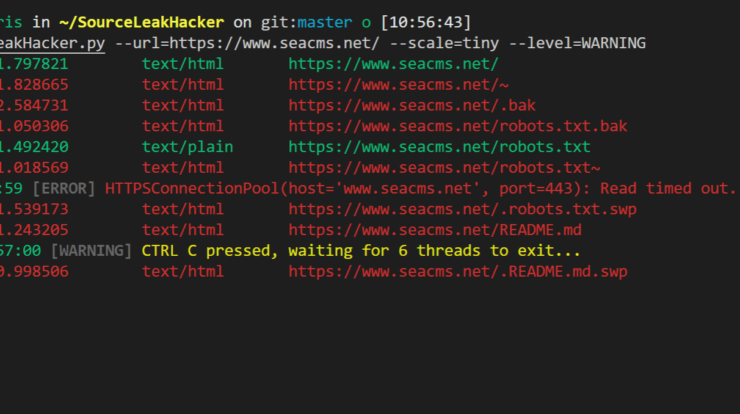 ris in ~/SourceLeakHacker on git:master o [10:56:43]
eakHacker.py --url=https://www.seacms.net/ --scale=tiny --level=WARNING
1.797821 text/html https://www.seacms.net/
1.828665 text/html https://www.seacms.net/~
2.584731 text/html https://www.seacms.net/.bak
1.050306 text/html https://www.seacms.net/robots.txt.bak
1.492420 text/plain https://www.seacms.net/robots.txt
1.018569 text/html https://www.seacms.net/robots.txt~
:59 [ERROR] HTTPSConnectionPool(host='www.seacms.net', port=443): Read timed out.
1.539173 text/html https://www.seacms.net/.robots.txt.swp
1.243205 text/html https://www.seacms.net/README.md
57:00 [WARNING] CTRL C pressed, waiting for 6 threads to exit...
0.998506 text/html https://www.seacms.net/.README.md.swp